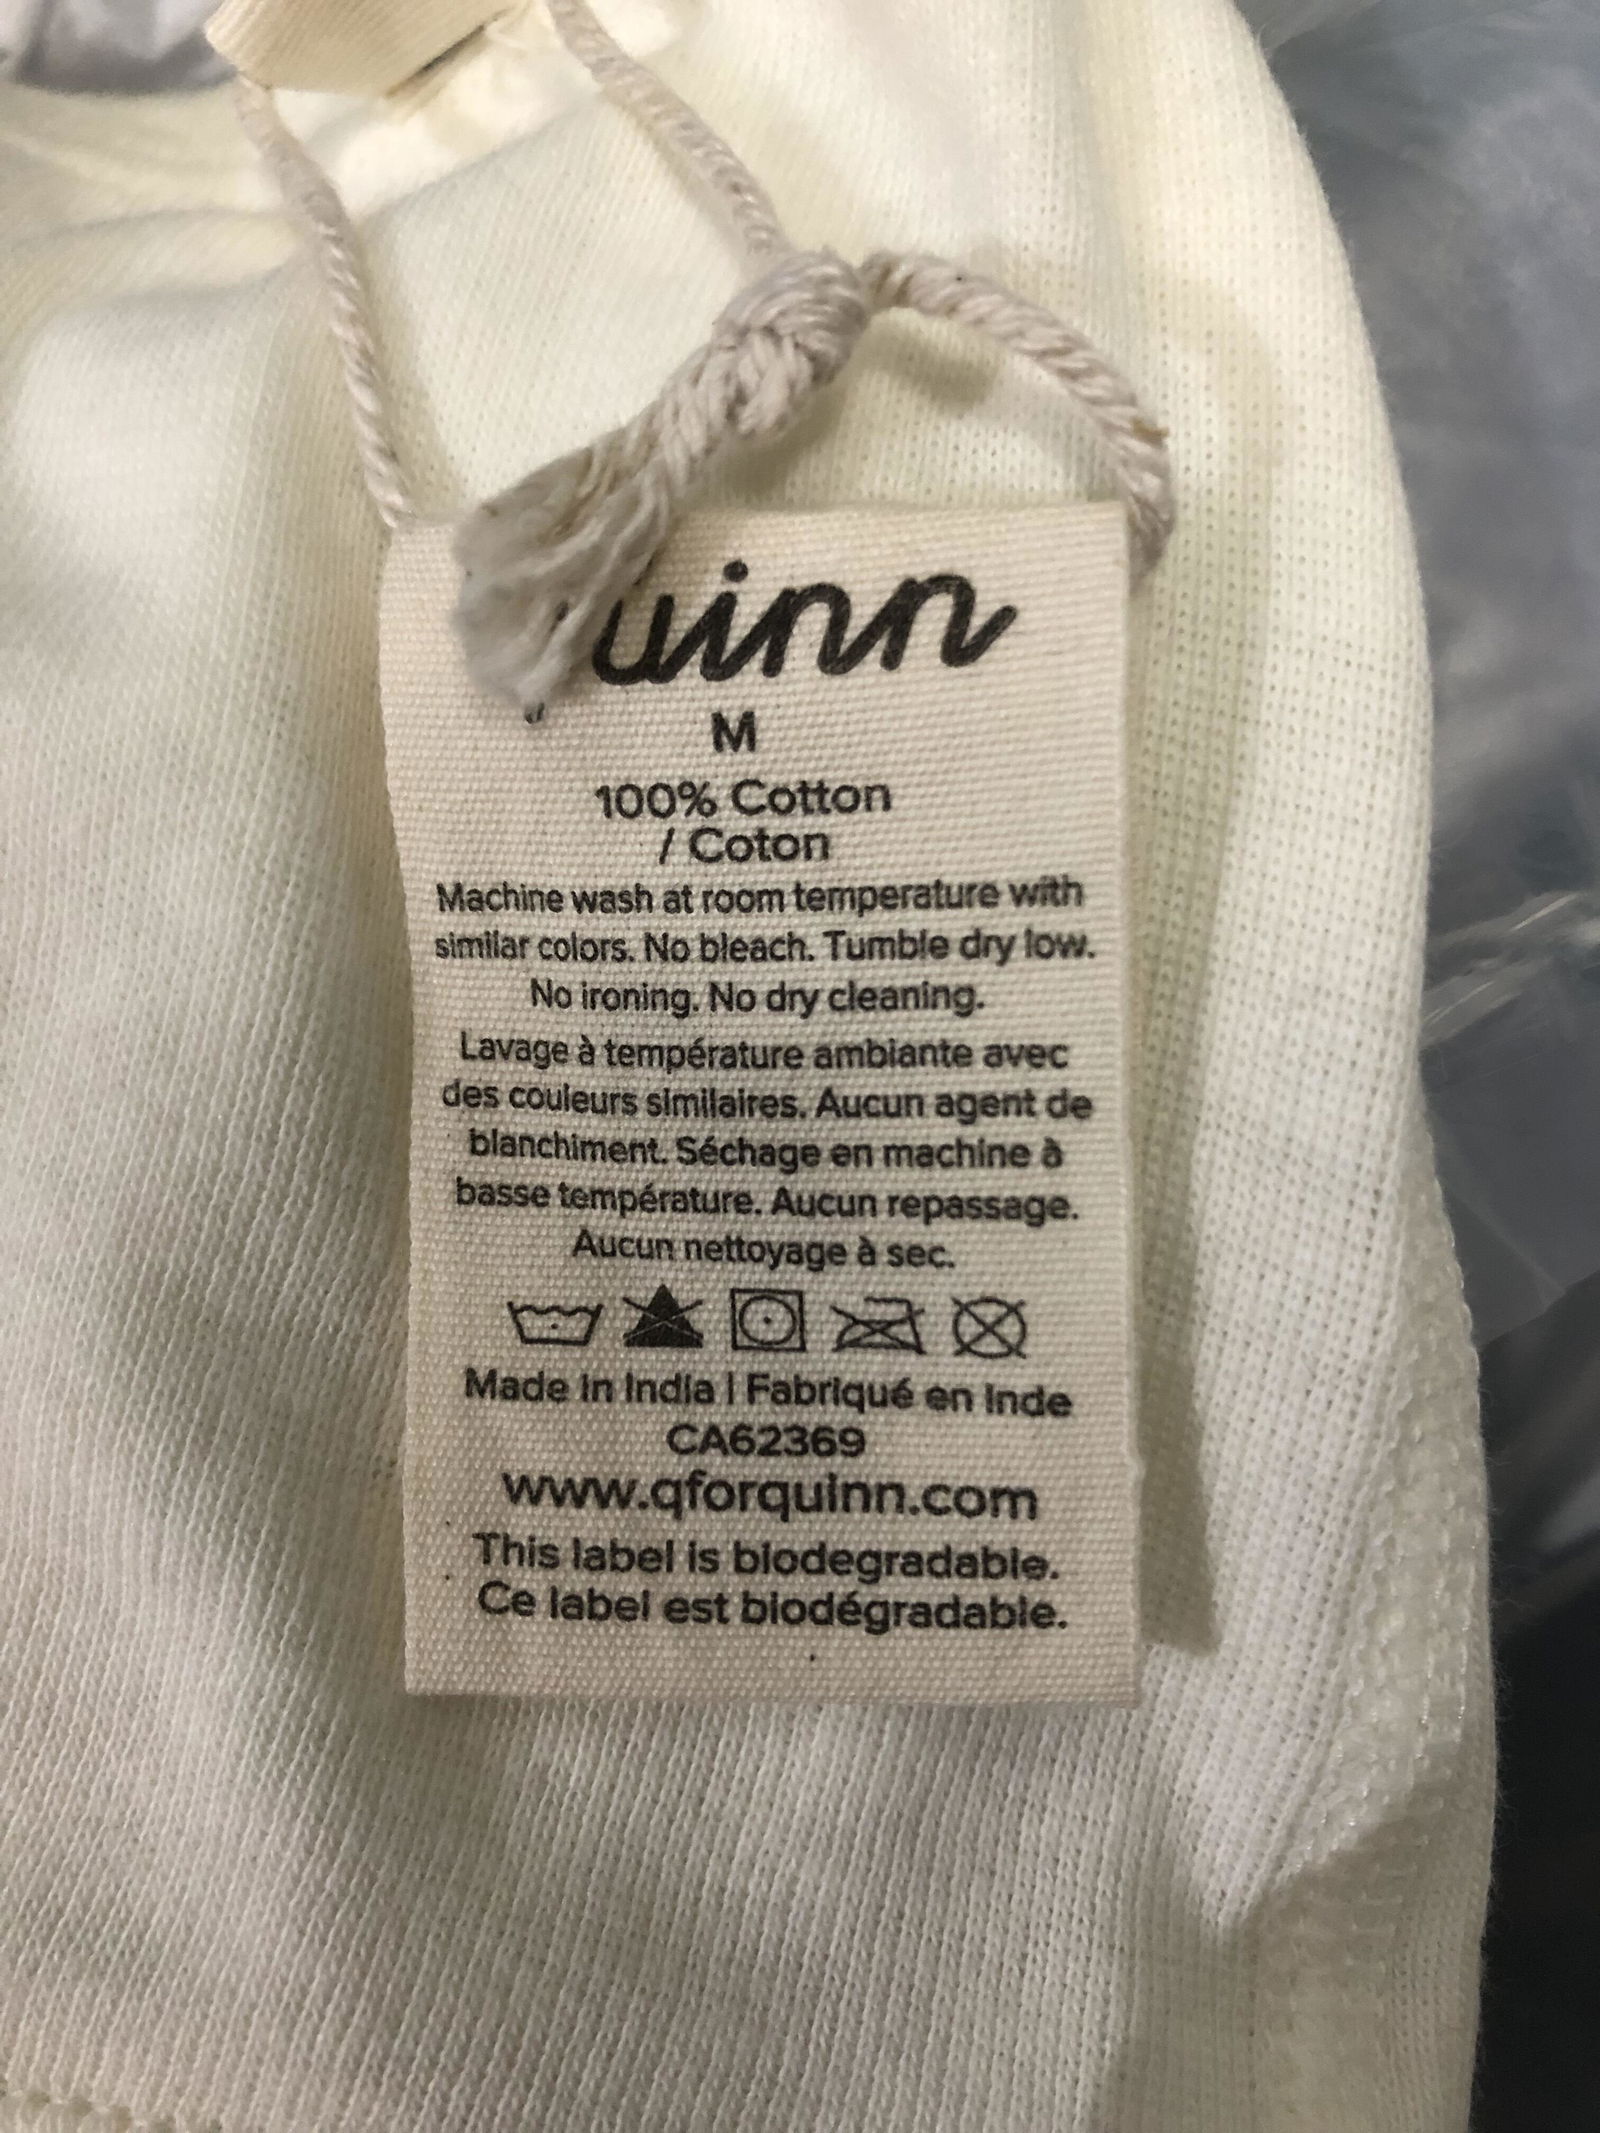 uinn
M
100% Cotton
/ Coton
Machine wash at room temperature with
similar colors. No bleach. Tumble dry low.
No ironing. No dry cleaning.
Lavage à température ambiante avec
des couleurs similaires. Aucun agent de
blanchiment. Séchage en machine à
basse température. Aucun repassage.
Aucun nettoyage à sec.
Made in India | Fabriqué en Inde
CA62369
www.qforquinn.com
This label is biodegradable.
Ce label est biodégradable.